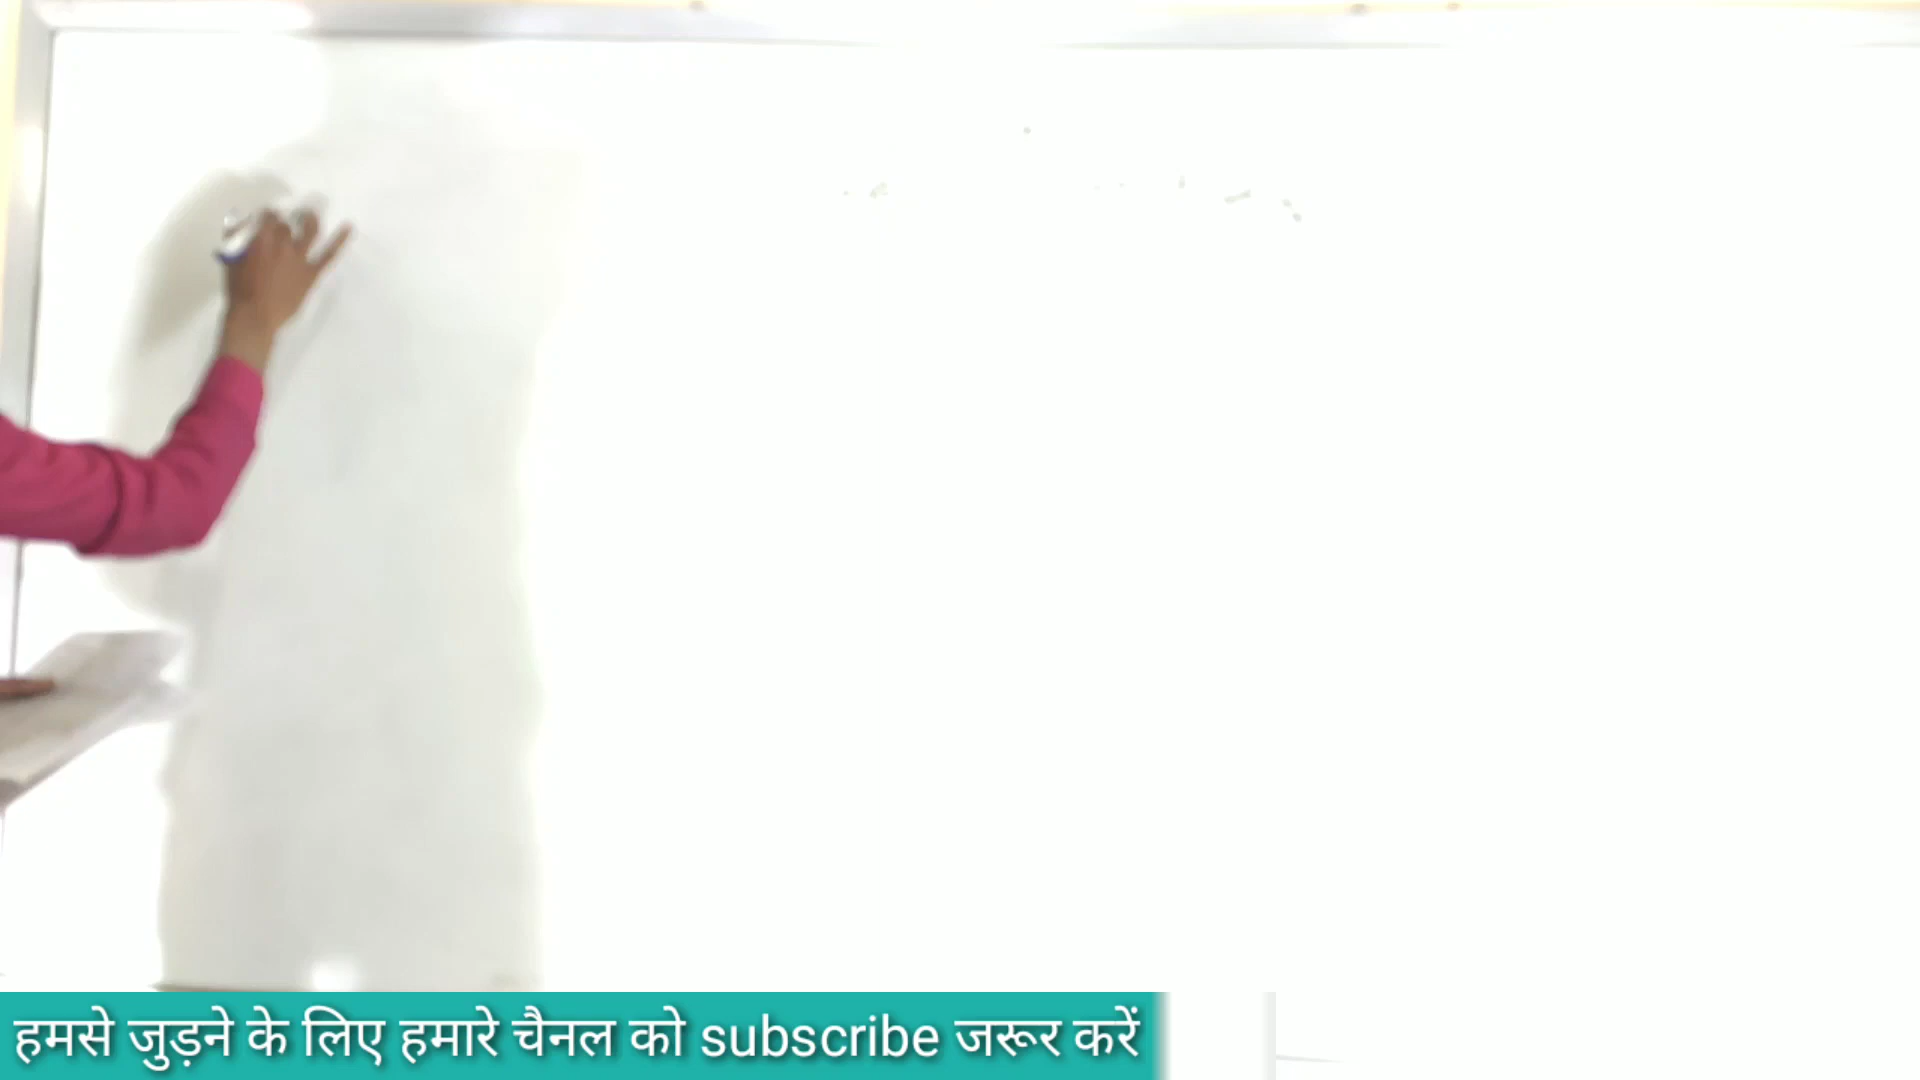 हमसे जुड़ने के लिए हमारे चैनल को subscribe जरूर करें